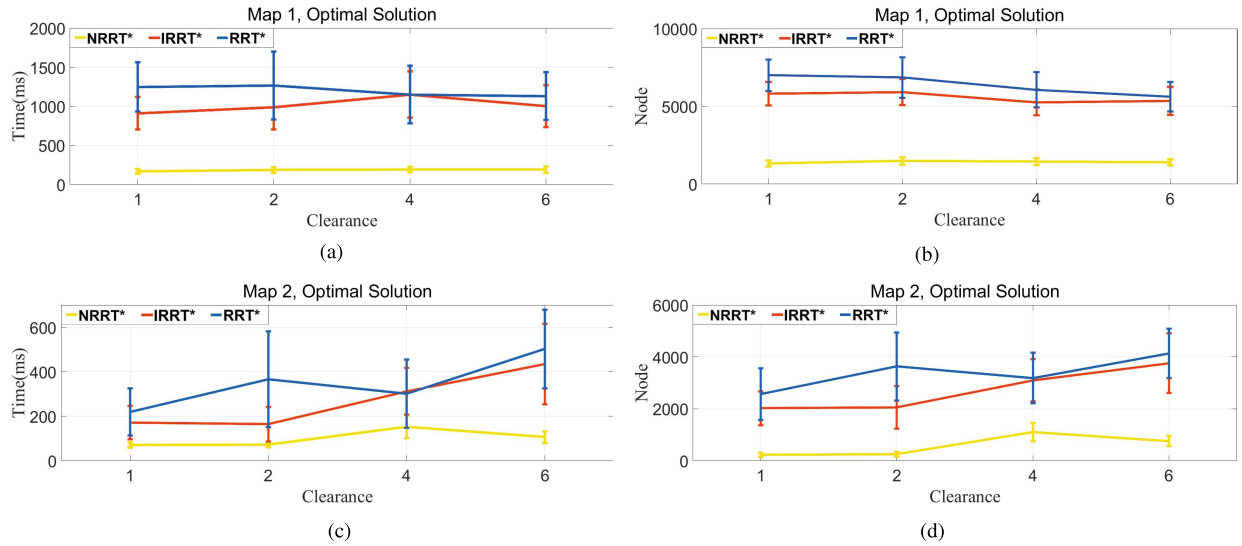 Map 1, Optimal Solution
NRRT* IRRT* RRT*
2000
1500
1000
500
0
Time(ms)
1 2 4 6
Clearance
(a)
Map 1, Optimal Solution
NRRT* IRRT* RRT*
10000
5000
0
Node
1 2 4 6
Clearance
(b)
Map 2, Optimal Solution
NRRT* IRRT* RRT*
600
400
200
0
Time(ms)
1 2 4 6
Clearance
(c)
Map 2, Optimal Solution
NRRT* IRRT* RRT*
6000
4000
2000
0
Node
1 2 4 6
Clearance
(d)